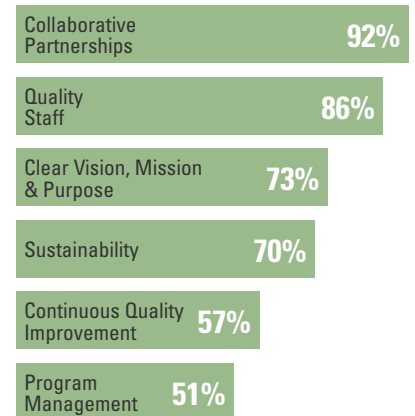 Collaborative
Partnerships
92%
Quality
Staff
86%
Clear Vision, Mission
& Purpose
73%
Sustainability
70%
Continuous Quality
Improvement
57%
Program
Management
51%